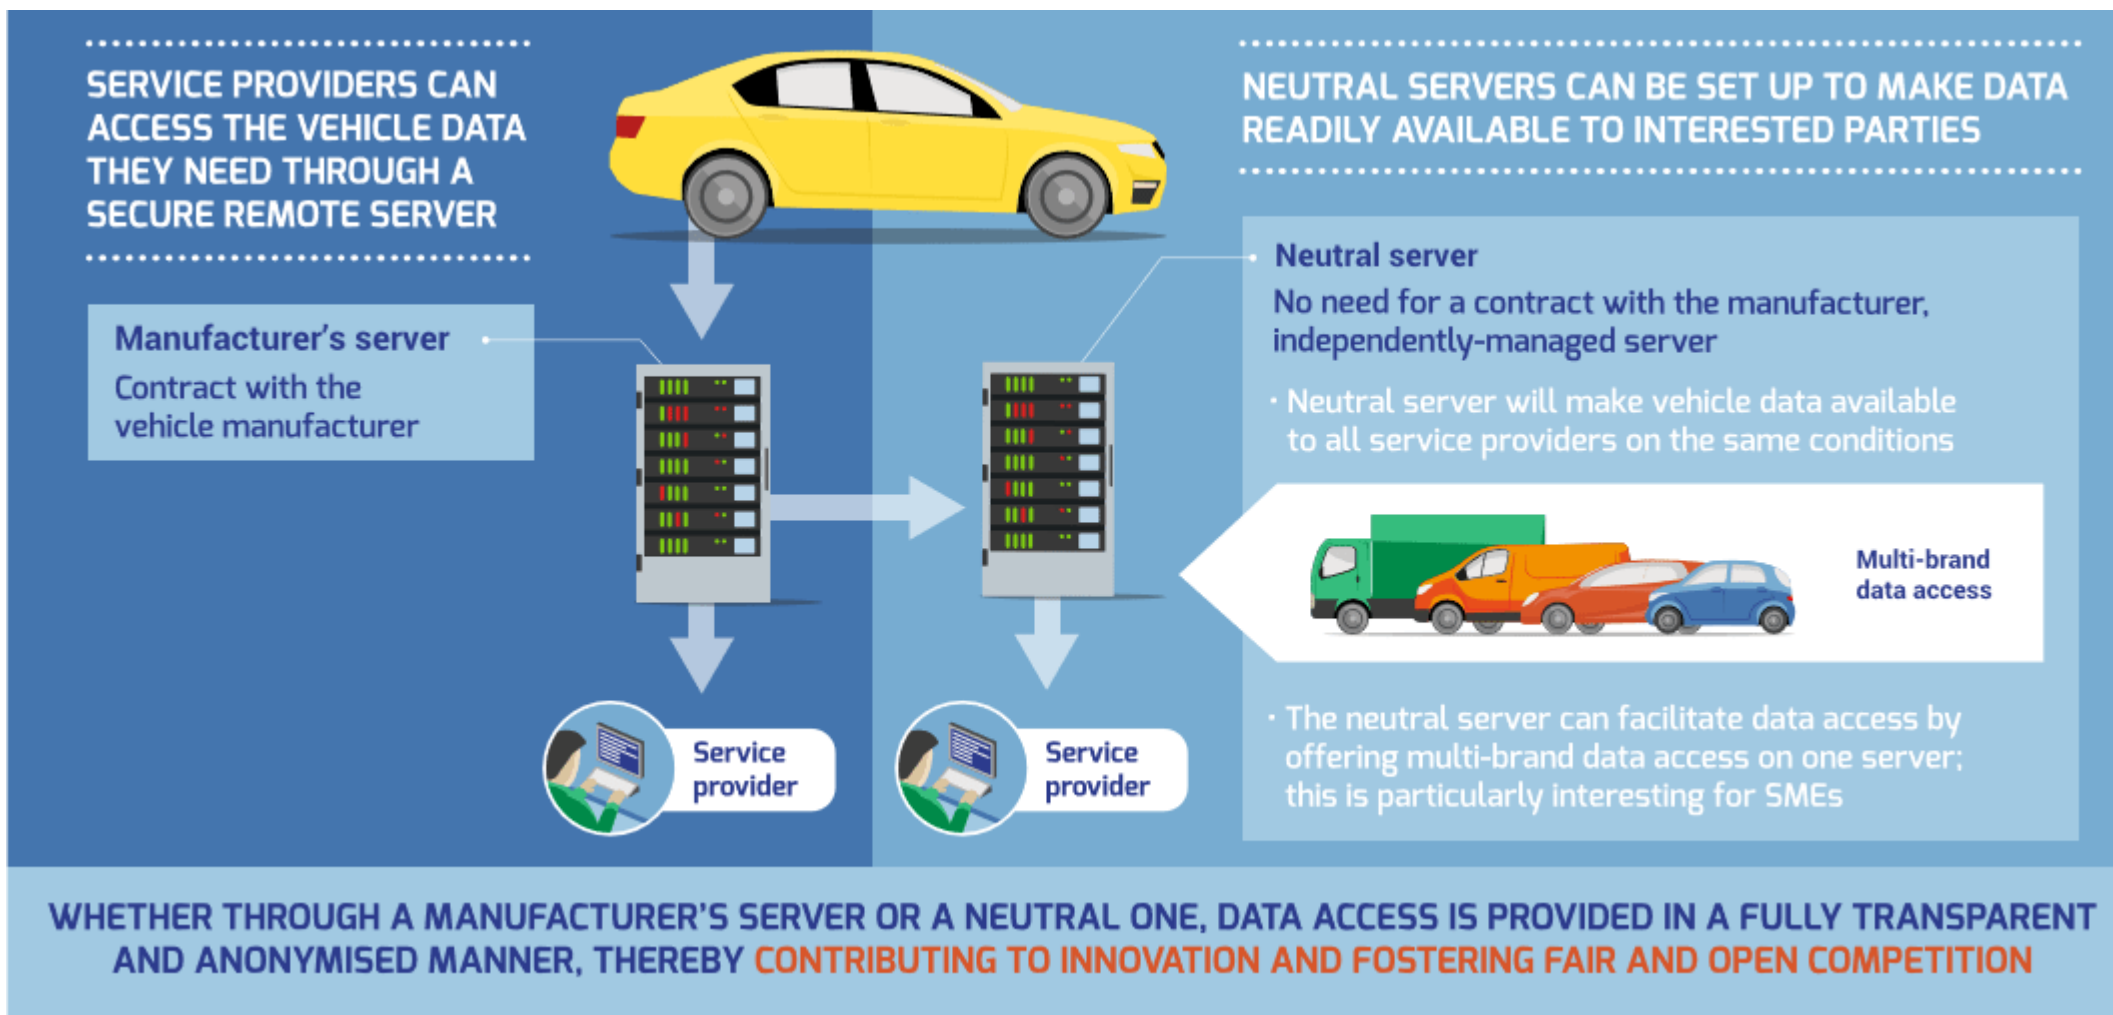 SERVICE PROVIDERS CAN
ACCESS THE VEHICLE DATA
THEY NEED THROUGH A
SECURE REMOTE SERVER
Manufacturer's server
Contract with the
vehicle manufacturer
NEUTRAL SERVERS CAN BE SET UP TO MAKE DATA
READILY AVAILABLE TO INTERESTED PARTIES
Neutral server
No need for a contract with the manufacturer,
independently-managed server
· Neutral server will make vehicle data available
to all service providers on the same conditions
Multi-brand
data access
· The neutral server can facilitate data access by
offering multi-brand data access on one server;
this is particularly interesting for SMEs
Service
provider
Service
provider
WHETHER THROUGH A MANUFACTURER'S SERVER OR A NEUTRAL ONE, DATA ACCESS IS PROVIDED IN A FULLY TRANSPARENT
AND ANONYMISED MANNER, THEREBY CONTRIBUTING TO INNOVATION AND FOSTERING FAIR AND OPEN COMPETITION